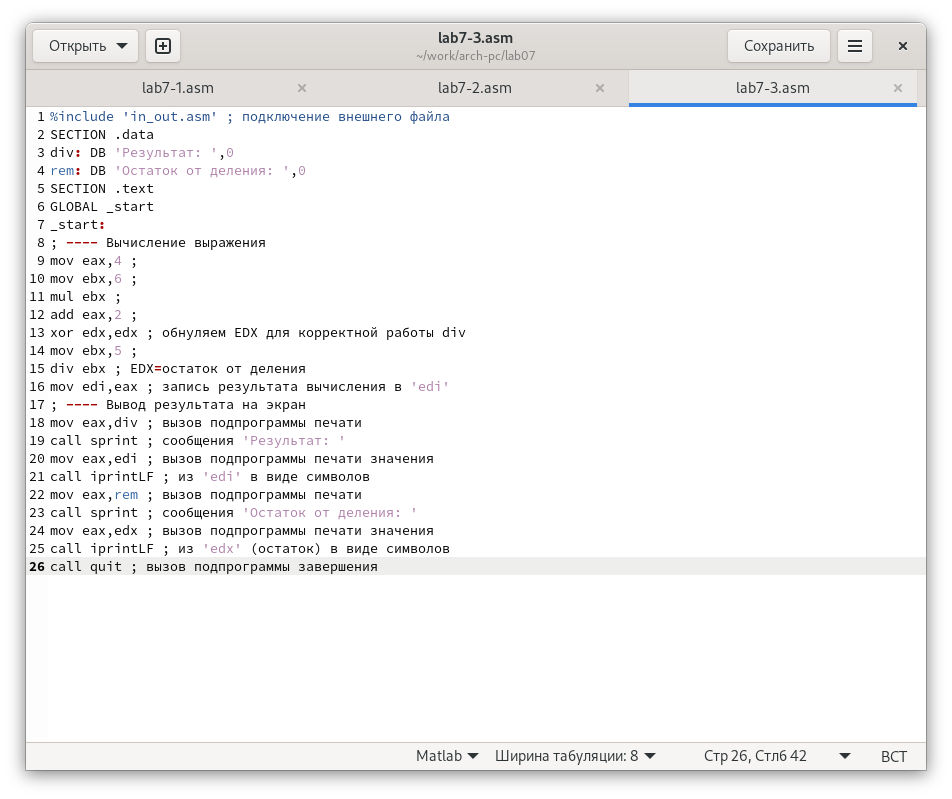 Открыть
lab7-3.asm
~/work/arch-pc/lab07
Сохранить
lab7-1.asm
lab7-2.asm
lab7-3.asm
1 %include 'in_out.asm' ; подключение внешнего файла
2 SECTION .data
3 div: DB 'Результат: ',0
4 rem: DB 'Остаток от деления: ',0
5 SECTION .text
6 GLOBAL _start
7 _start:
8 ; ---- Вычисление выражения
9 mov eax,4 ;
10 mov ebx,6 ;
11 mul ebx ;
12 add eax,2 ;
13 xor edx,edx ; обнуляем EDX для корректной работы div
14 mov ebx,5 ;
15 div ebx ; EDX=остаток от деления
16 mov edi,eax ; запись результата вычисления в 'edi'
17 ; ---- Вывод результата на экран
18 mov eax,div ; вызов подпрограммы печати
19 call sprint ; сообщения 'Результат: '
20 mov eax,edi ; вызов подпрограммы печати значения
21 call iprintLF ; из 'edi' в виде символов
22 mov eax,rem ; вызов подпрограммы печати
23 call sprint ; сообщения 'Остаток от деления: '
24 mov eax,edx ; вызов подпрограммы печати значения
25 call iprintLF ; из 'edx' (остаток) в виде символов
26 call quit ; вызов подпрограммы завершения
Matlab
Ширина табуляции: 8
Стр 26, Стлб 42
ВСТ